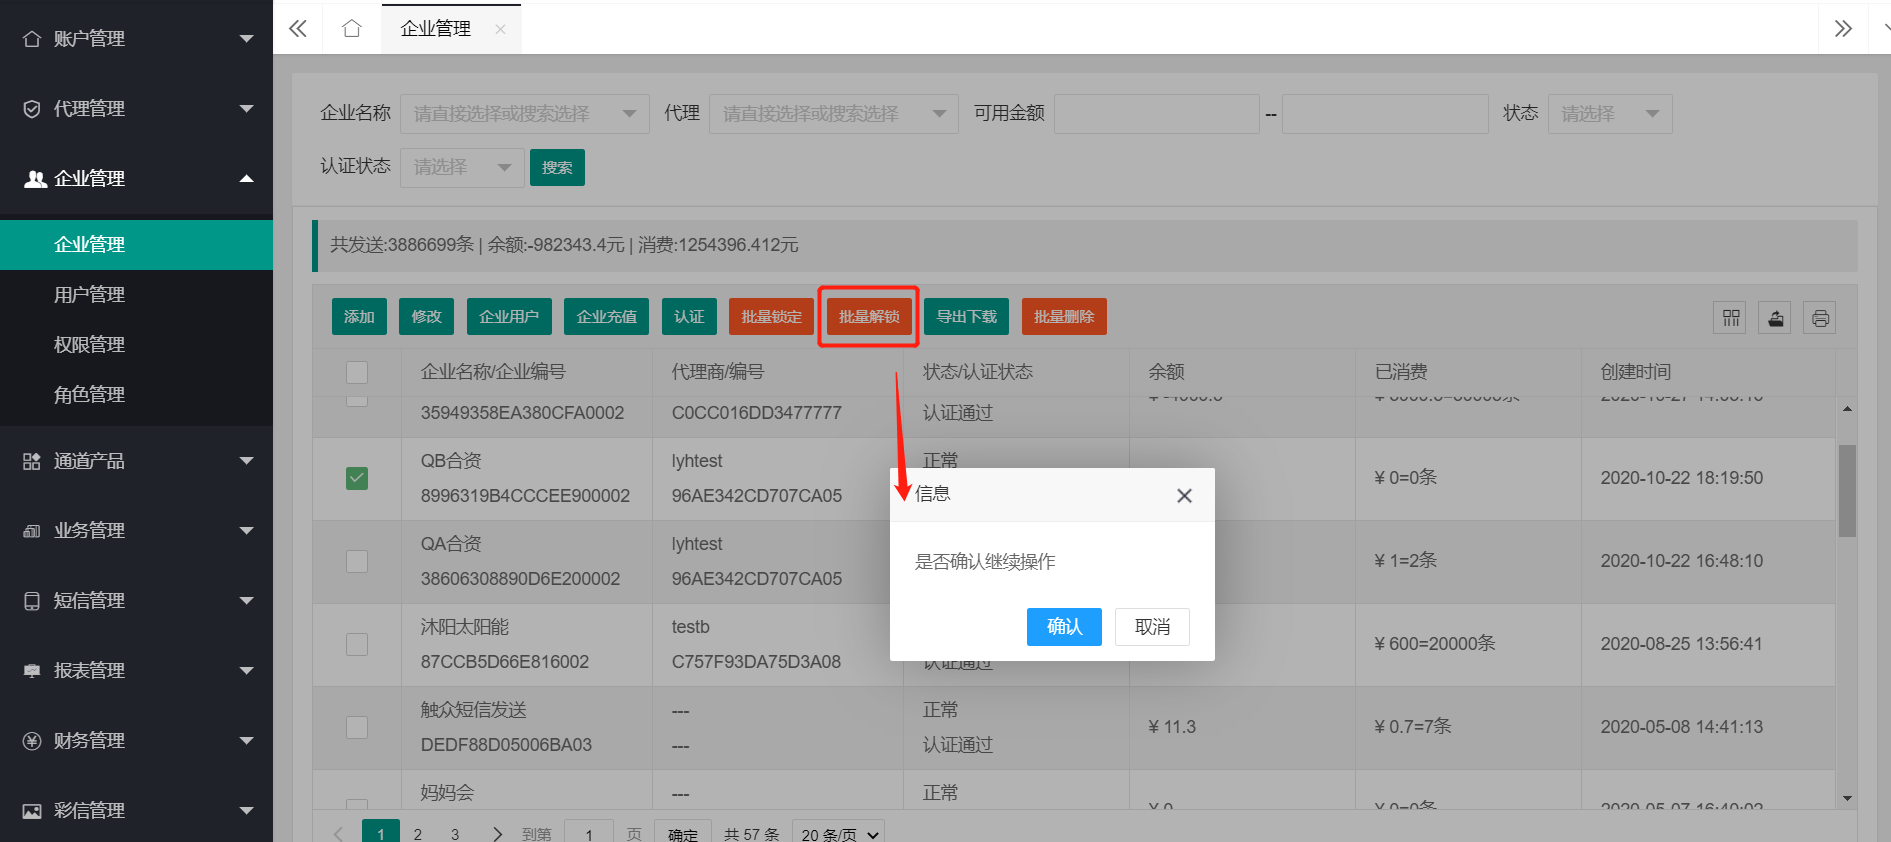 账户管理
代理管理
企业管理
企业管理
用户管理
权限管理
角色管理
通道产品
业务管理
短信管理
报表管理
财务管理
彩信管理
企业管理
企业名称 请直接选择或搜索选择 代理 请直接选择或搜索选择 可用金额 -- 状态 请选择
认证状态 请选择 搜索
共发送:3886699条 | 余额:-982343.4元 | 消费:1254396.412元
添加 修改 企业用户 企业充值 认证 批量锁定 批量解锁 导出下载 批量删除
企业名称/企业编号 代理商/编号 状态/认证状态 余额 已消费 创建时间
35949358EA380CFA0002 C0CC016DD3477777 认证通过
QB合资 lyhtest 正常
8996319B4CCCEE900002 96AE342CD707CA05
¥ 0=0条 2020-10-22 18:19:50
QA合资 lyhtest
38606308890D6E200002 96AE342CD707CA05
¥ 1=2条 2020-10-22 16:48:10
沐阳太阳能 testb
87CCB5D66E816002 C757F93DA75D3A08 认证通过
¥ 600=20000条 2020-08-25 13:56:41
触众短信发送 --- 正常
DEDF88D05006BA03 --- 认证通过
¥ 11.3 ¥ 0.7=7条 2020-05-08 14:41:13
妈妈会 --- 正常
信息
是否确认继续操作
确认 取消
1 2 3 到第 1 页 确定 共 57 条 20 条/页